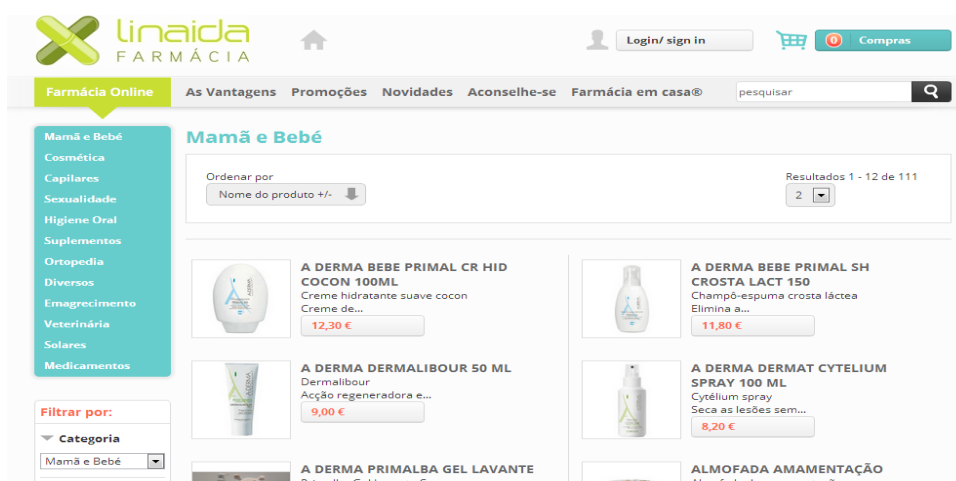 linaida
FARMÁCIA
Login/ sign in
0 Compras
Farmácia Online
As Vantagens Promoções Novidades Aconselhe-se Farmácia em casa®
pesquisar
Mamã e Bebé
Cosmética
Capilares
Sexualidade
Higiene Oral
Suplementos
Ortopedia
Diversos
Emagrecimento
Veterinária
Solares
Medicamentos
Filtrar por:
Categoria
Mamã e Bebé
Mamã e Bebé
Ordenar por
Nome do produto +/-
Resultados 1 - 12 de 111
2
A DERMA BEBE PRIMAL CR HID
COCON 100ML
Creme hidratante suave cocon
Creme de...
12,30 €
A DERMA BEBE PRIMAL SH
CROSTA LACT 150
Champô-espuma crosta láctea
Elimina a...
11,80 €
A DERMA DERMALIBOUR 50 ML
Dermalibour
Acção regeneradora e...
9,00 €
A DERMA DERMAT CYTELIUM
SPRAY 100 ML
Cytélium spray
Seca as lesões sem...
8,20 €
A DERMA PRIMALBA GEL LAVANTE
ALMOFADA AMAMENTAÇÃO